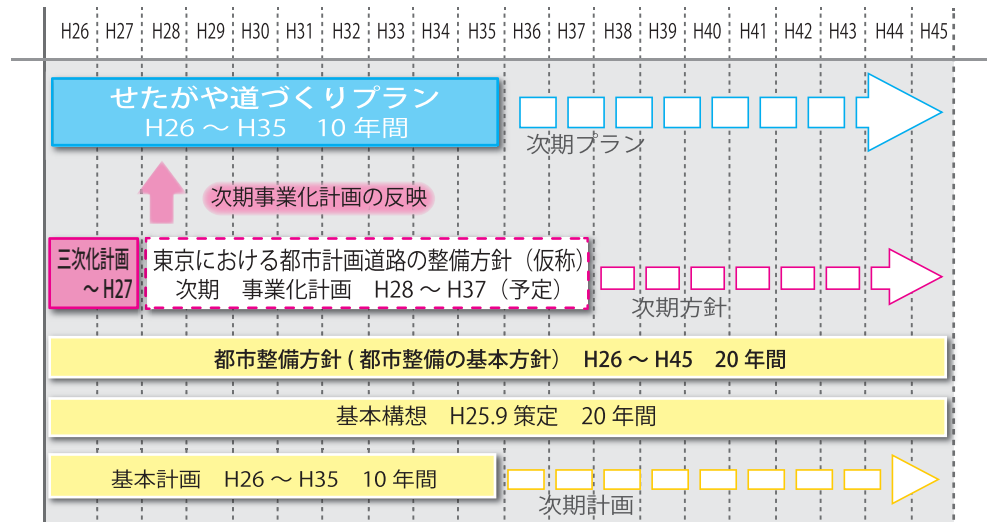 H26 H27 H28 H29 H30 H31 H32 H33 H34 H35 H36 H37 H38 H39 H40 H41 H42 H43 H44 H45
せたがや道づくりプラン
H26 ~ H35 10 年間
次期プラン
次期事業化計画の反映
三次化計画
~ H27
東京における都市計画道路の整備方針（仮称）
次期 事業化計画 H28 ~ H37（予定）
次期方針
都市整備方針 ( 都市整備の基本方針） H26 ~ H45 20 年間
基本構想 H25.9 策定 20 年間
基本計画 H26 ~ H35 10 年間
次期計画